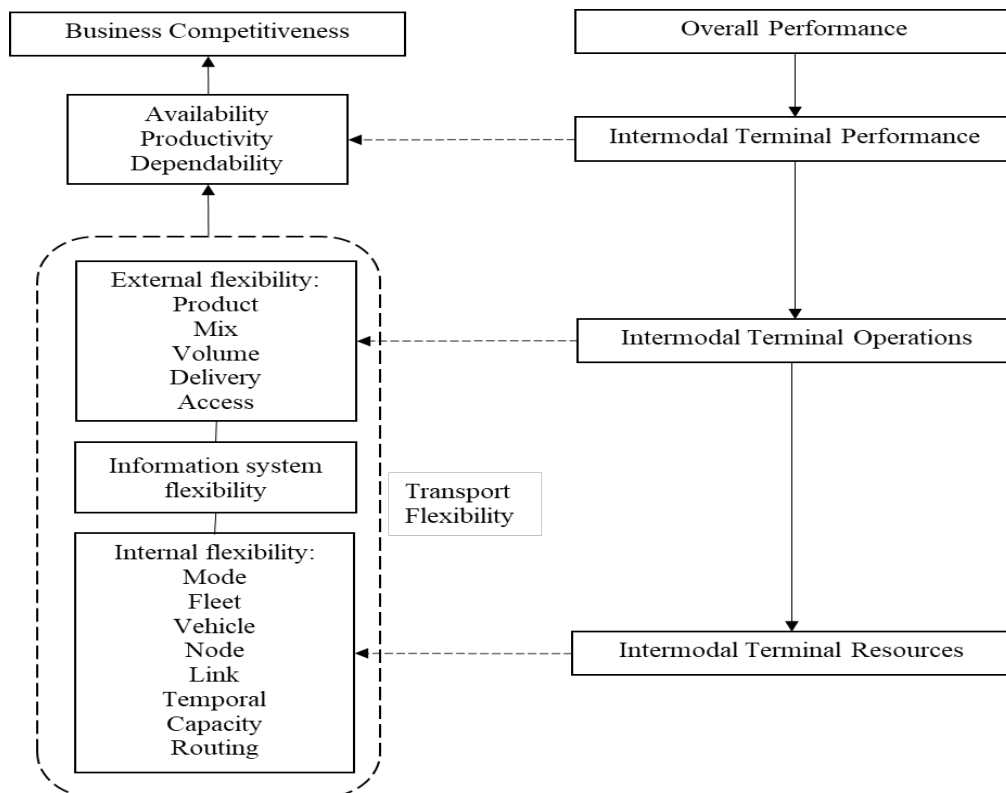 Business Competitiveness
Overall Performance
Availability
Productivity
Dependability
Intermodal Terminal Performance
External flexibility:
Product
Mix
Volume
Delivery
Access
Intermodal Terminal Operations
Information system
flexibility
Transport
Flexibility
Internal flexibility:
Mode
Fleet
Vehicle
Node
Link
Temporal
Capacity
Routing
Intermodal Terminal Resources